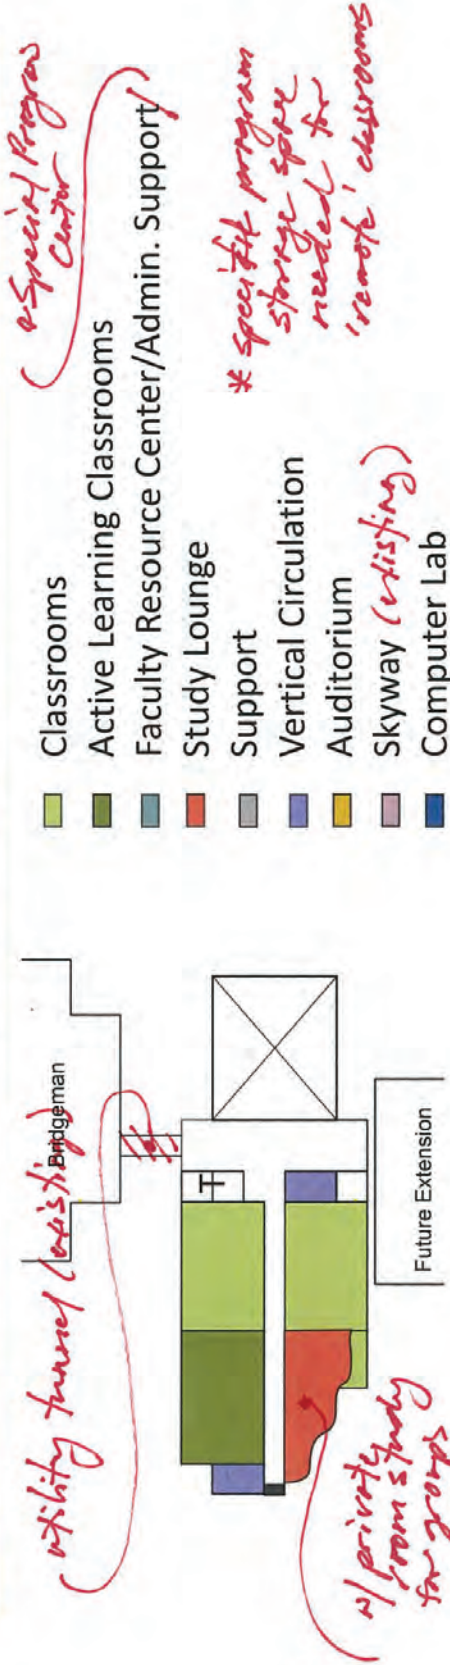 Special Program
Center
Classrooms
Active Learning Classrooms
Faculty Resource Center/Admin. Support
Study Lounge
Support
Vertical Circulation
Auditorium
Skyway (existing)
Computer Lab
* specific program
storage space
needed for
'remote' classrooms
utility tunnel (existing)
Bridgeman
T
Future Extension
w/ private
room study
for groups